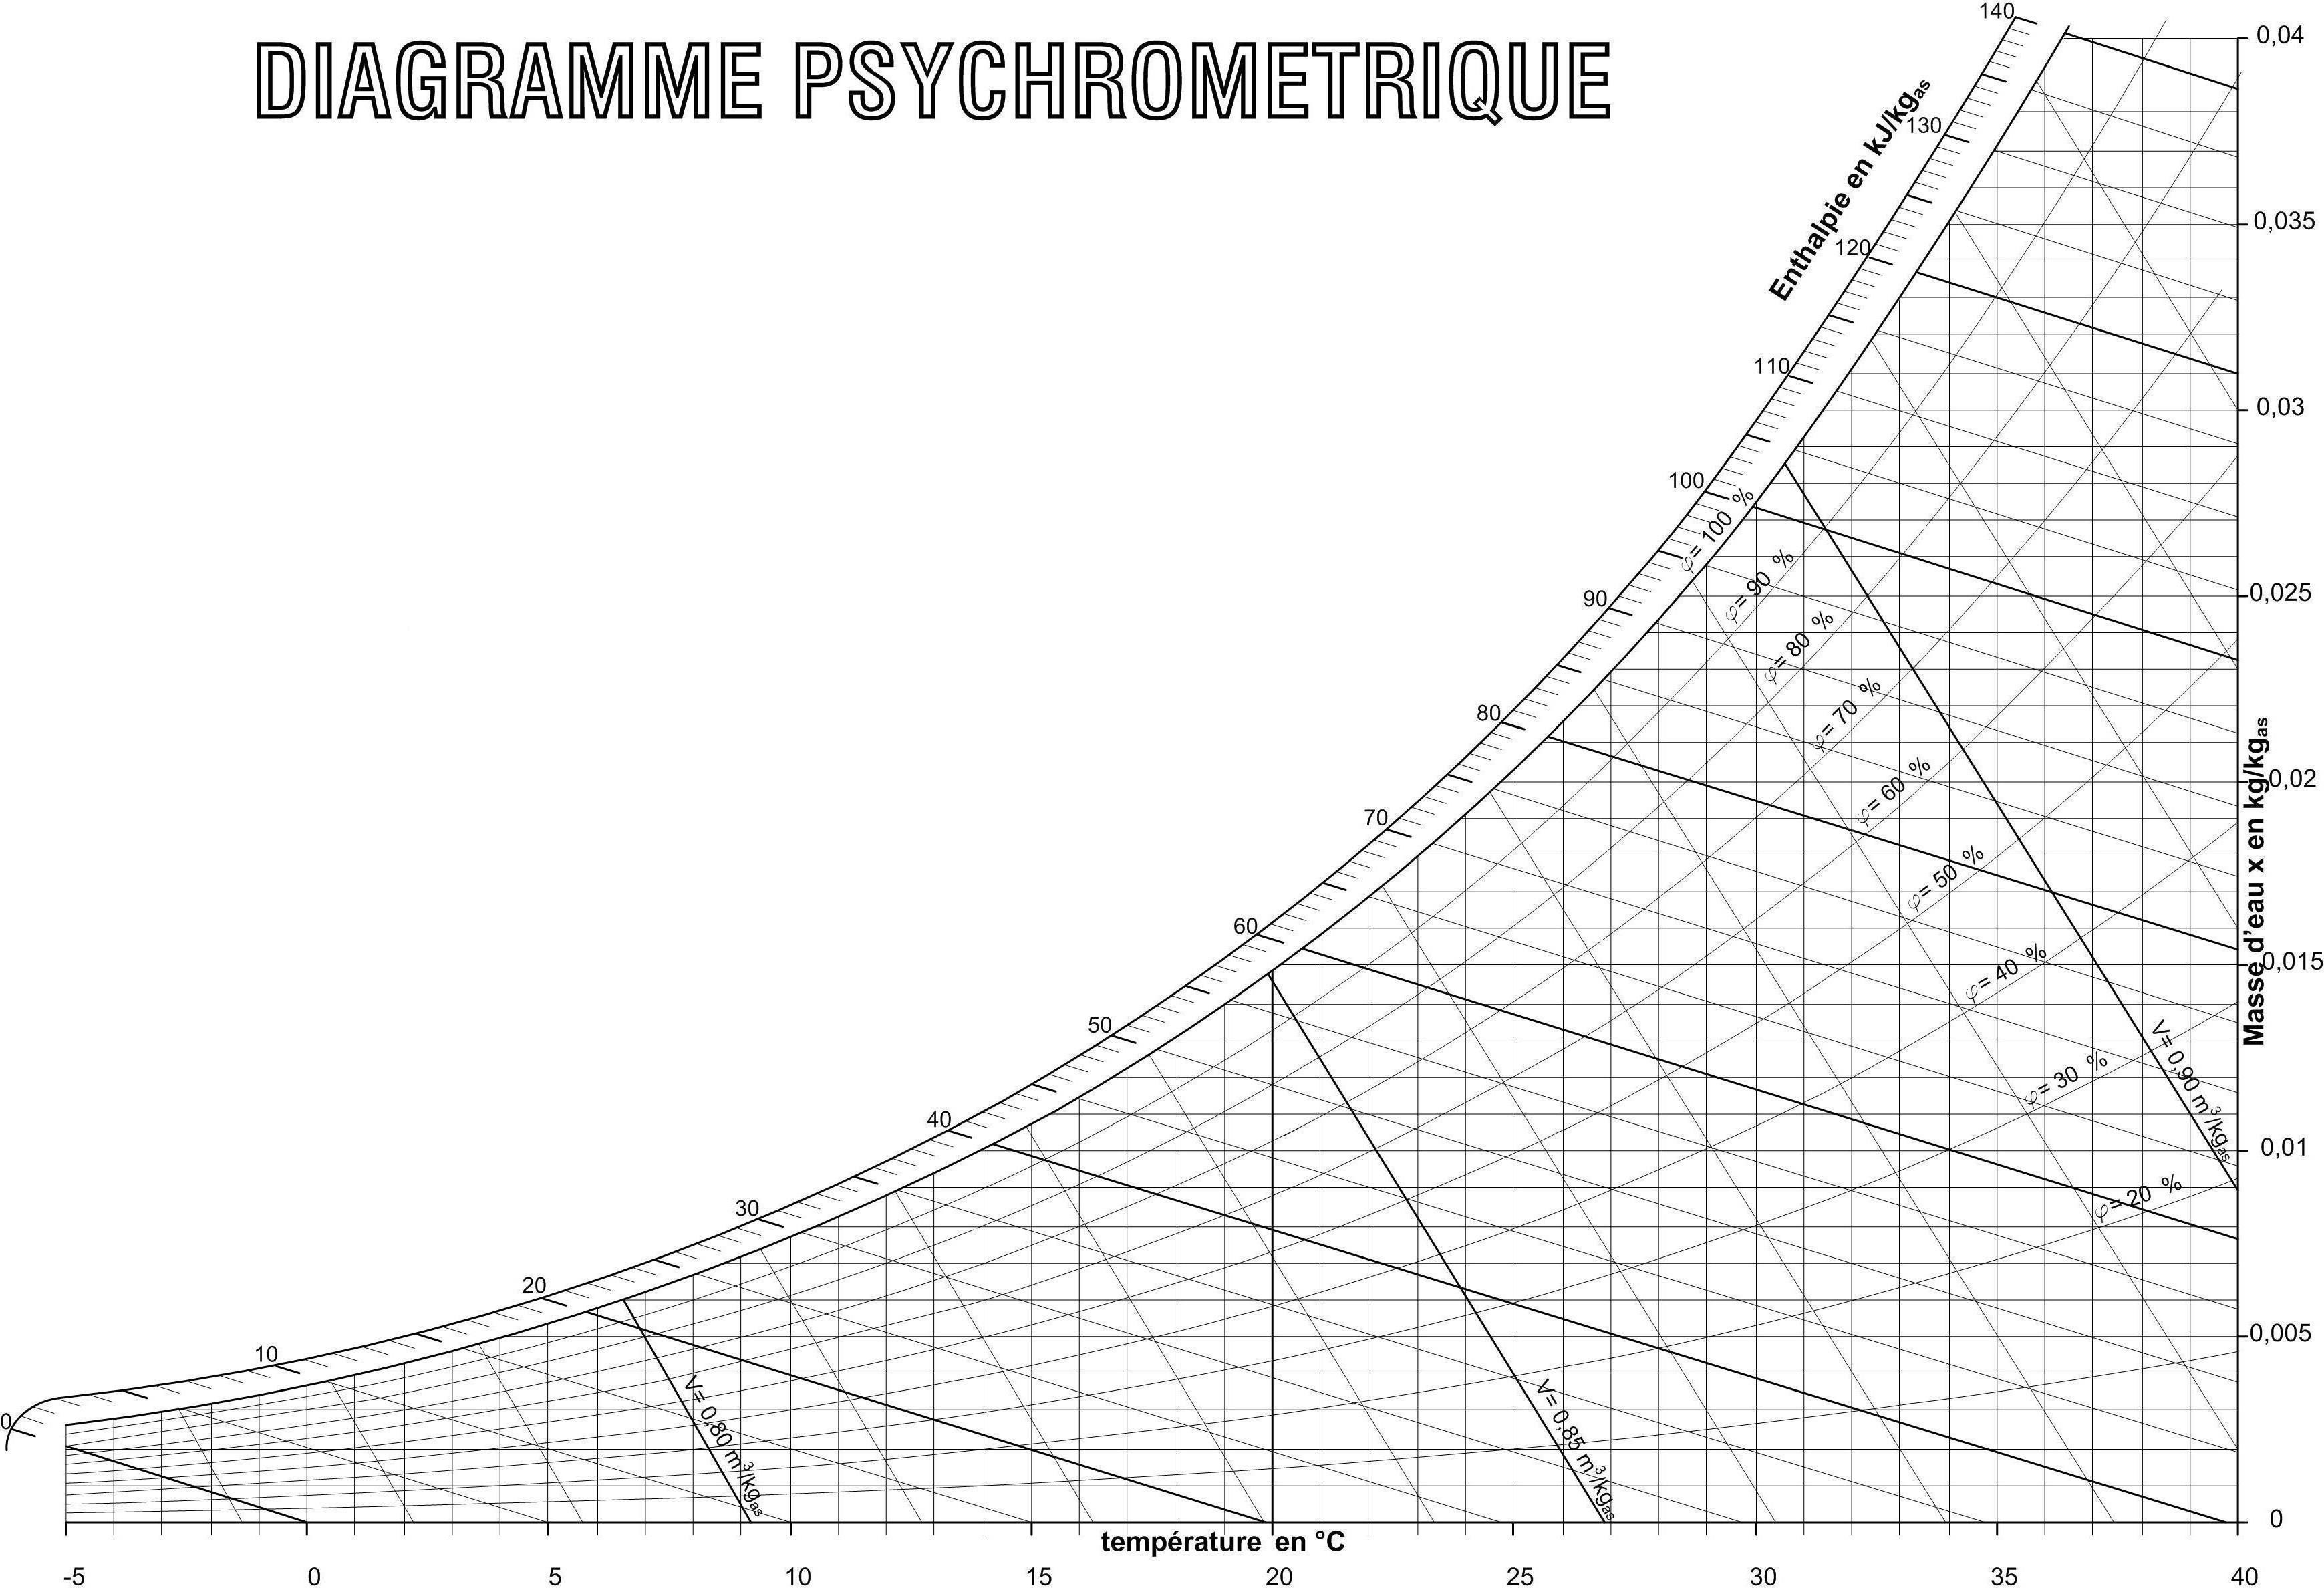 DIAGRAMME PSYCHROMETRIQUE
Enthalpie en kJ/kgas
140
130
120
110
100
90
80
70
60
50
40
30
20
10
0
φ= 100 %
φ= 90 %
φ= 80 %
φ= 70 %
φ= 60 %
φ= 50 %
φ= 40 %
φ= 30 %
φ= 20 %
V= 0,80 m³/kgas
V= 0,85 m³/kgas
V= 0,90 m³/kgas
0,04
0,035
0,03
0,025
0,02
0,015
0,01
0,005
0
Masse d'eau x en kg/kgas
température en °C
-5 0 5 10 15 20 25 30 35 40